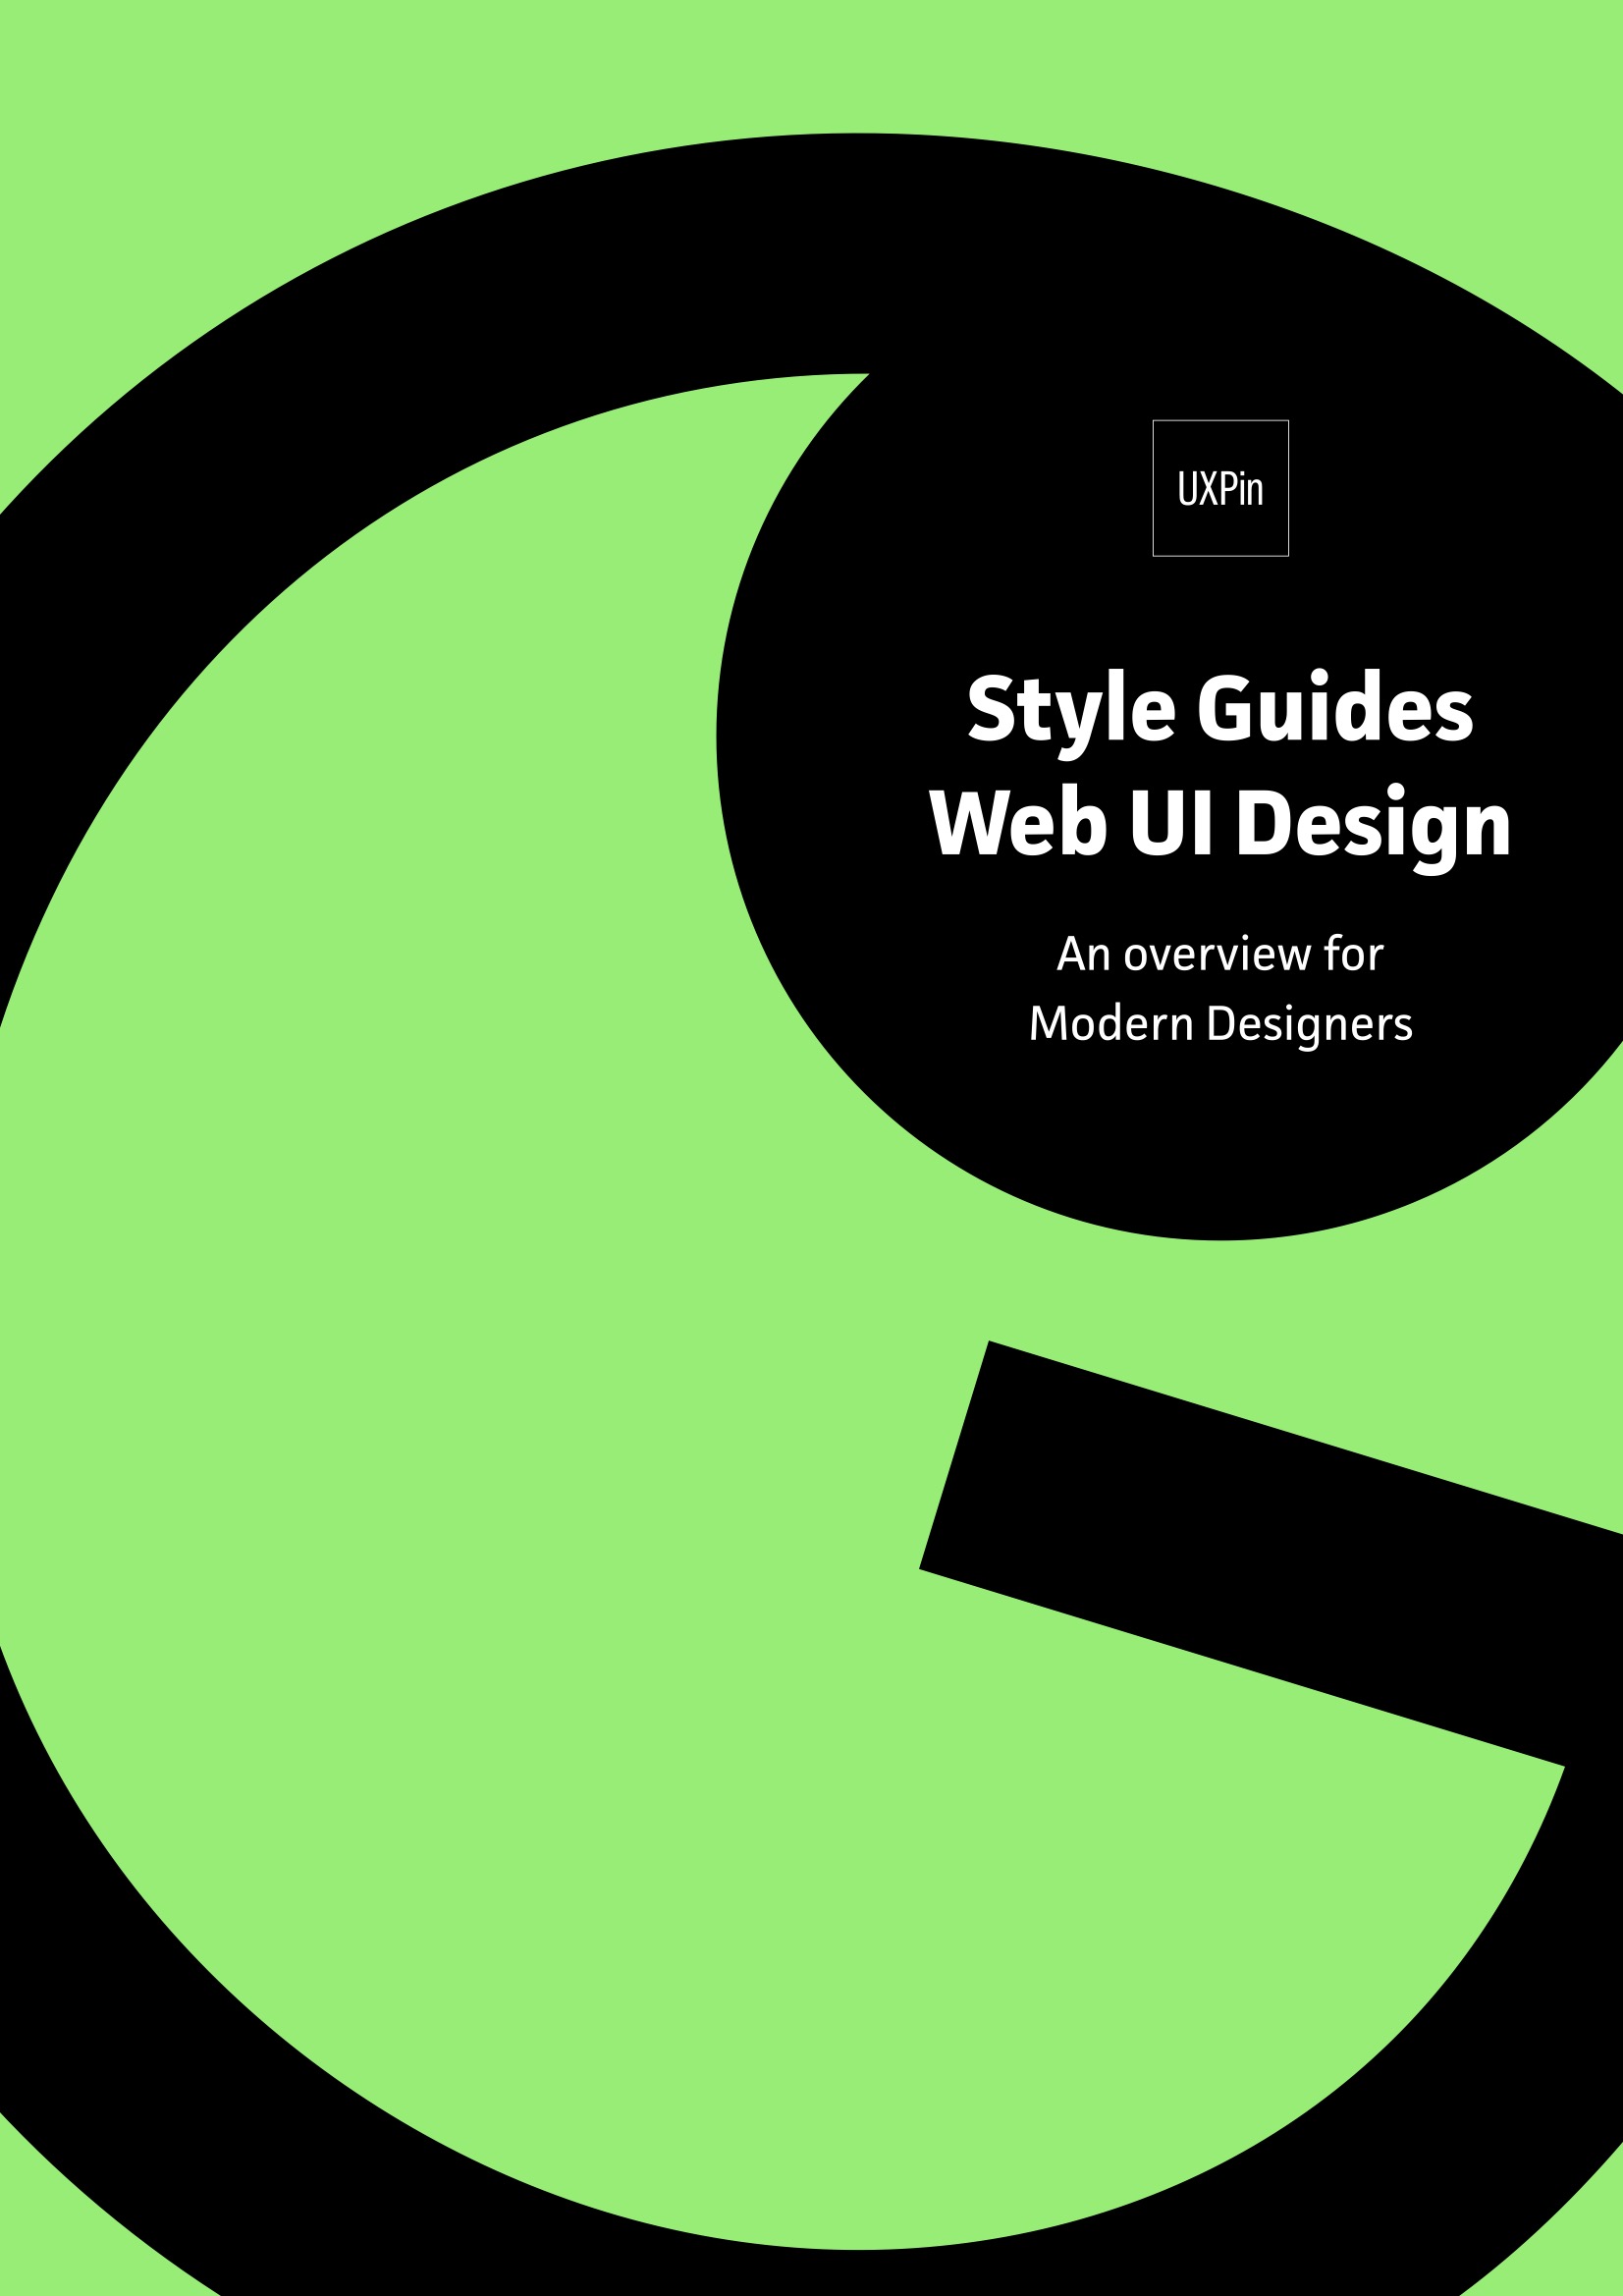 UXPin
Style Guides
Web UI Design
An overview for
Modern Designers